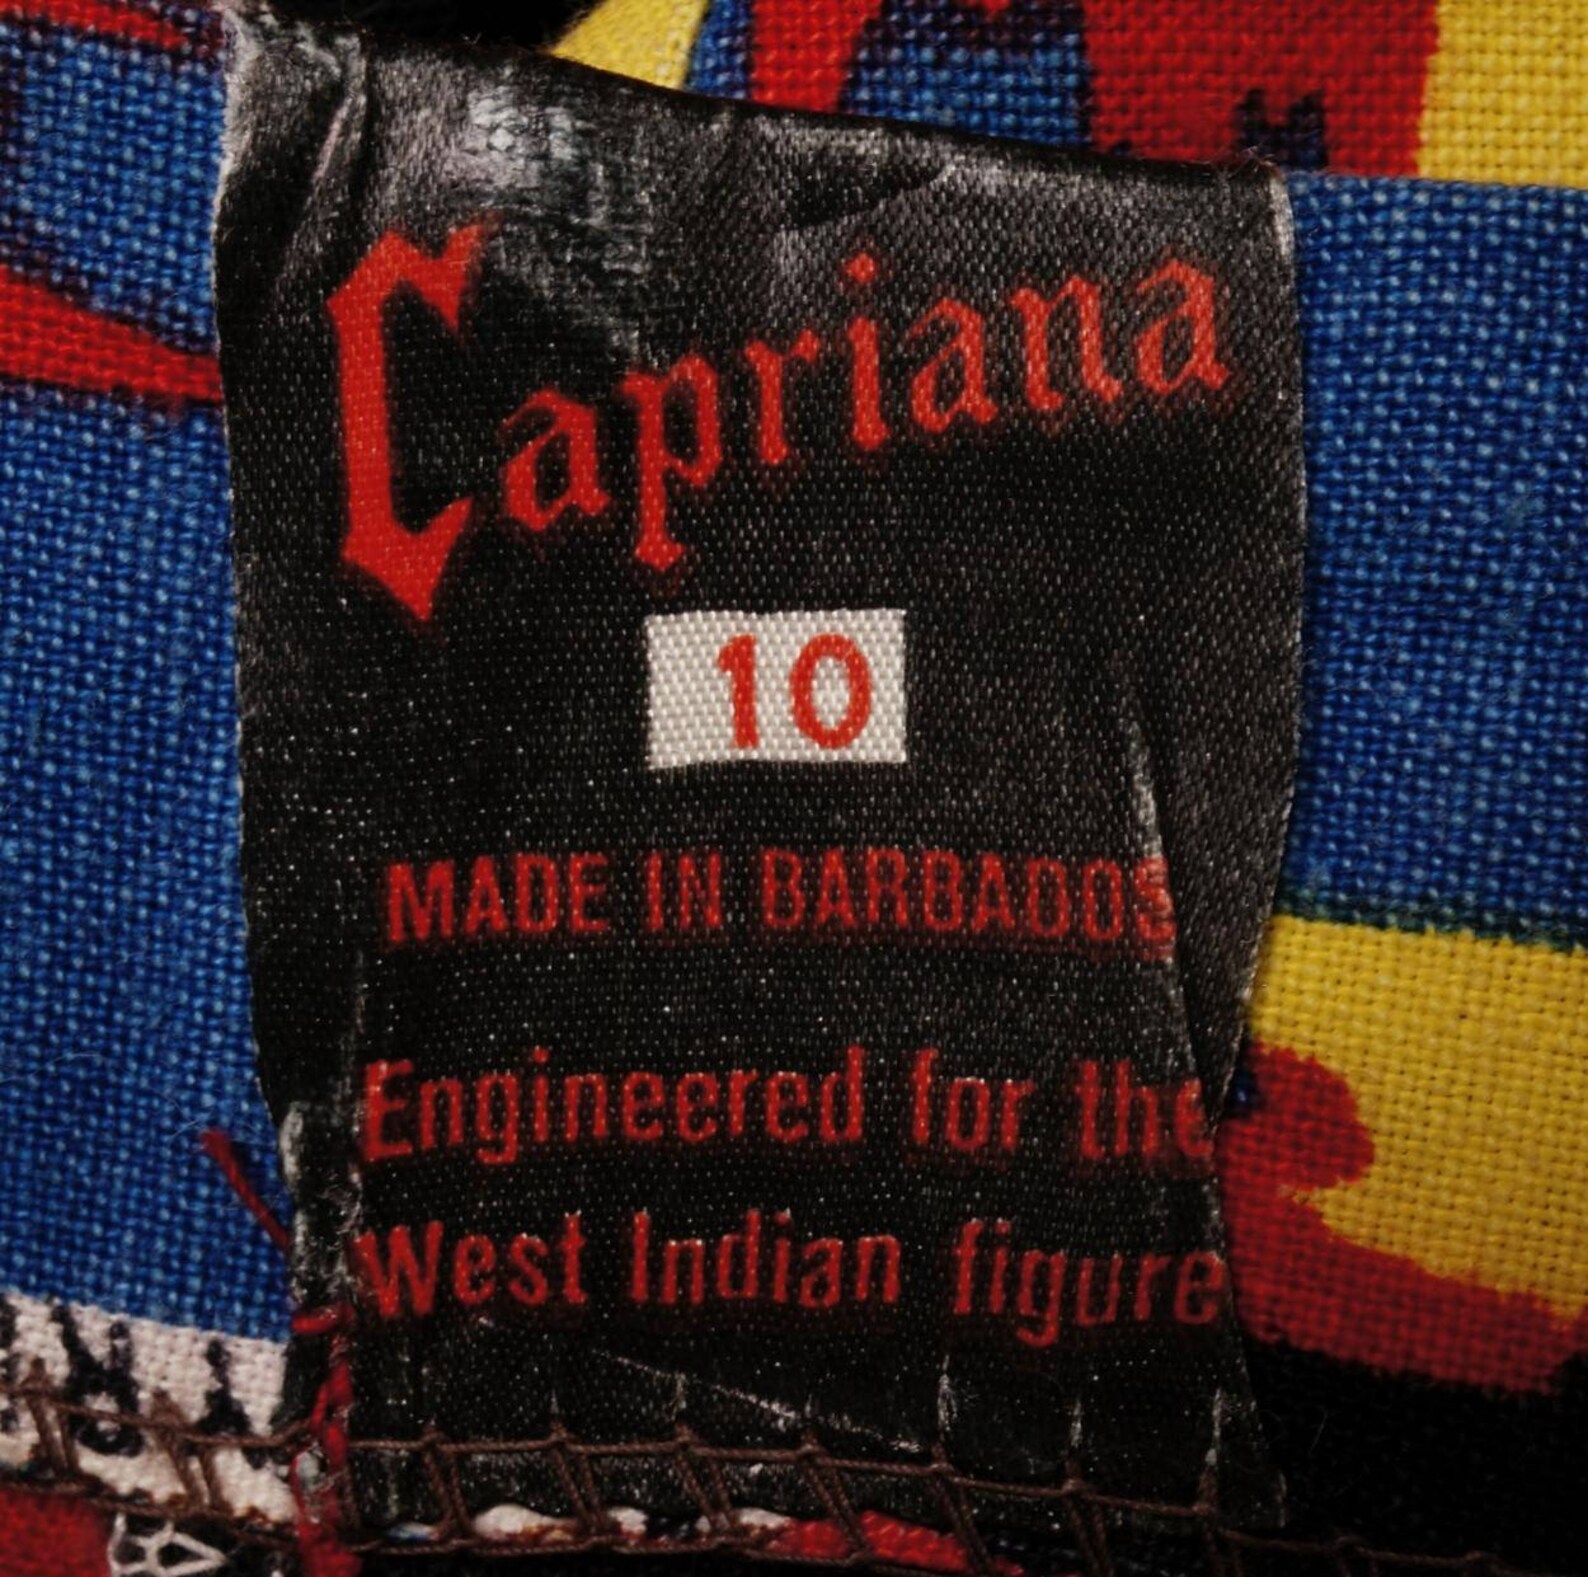 Capriana
10
MADE IN BARBADOS
Engineered for the
West Indian figure